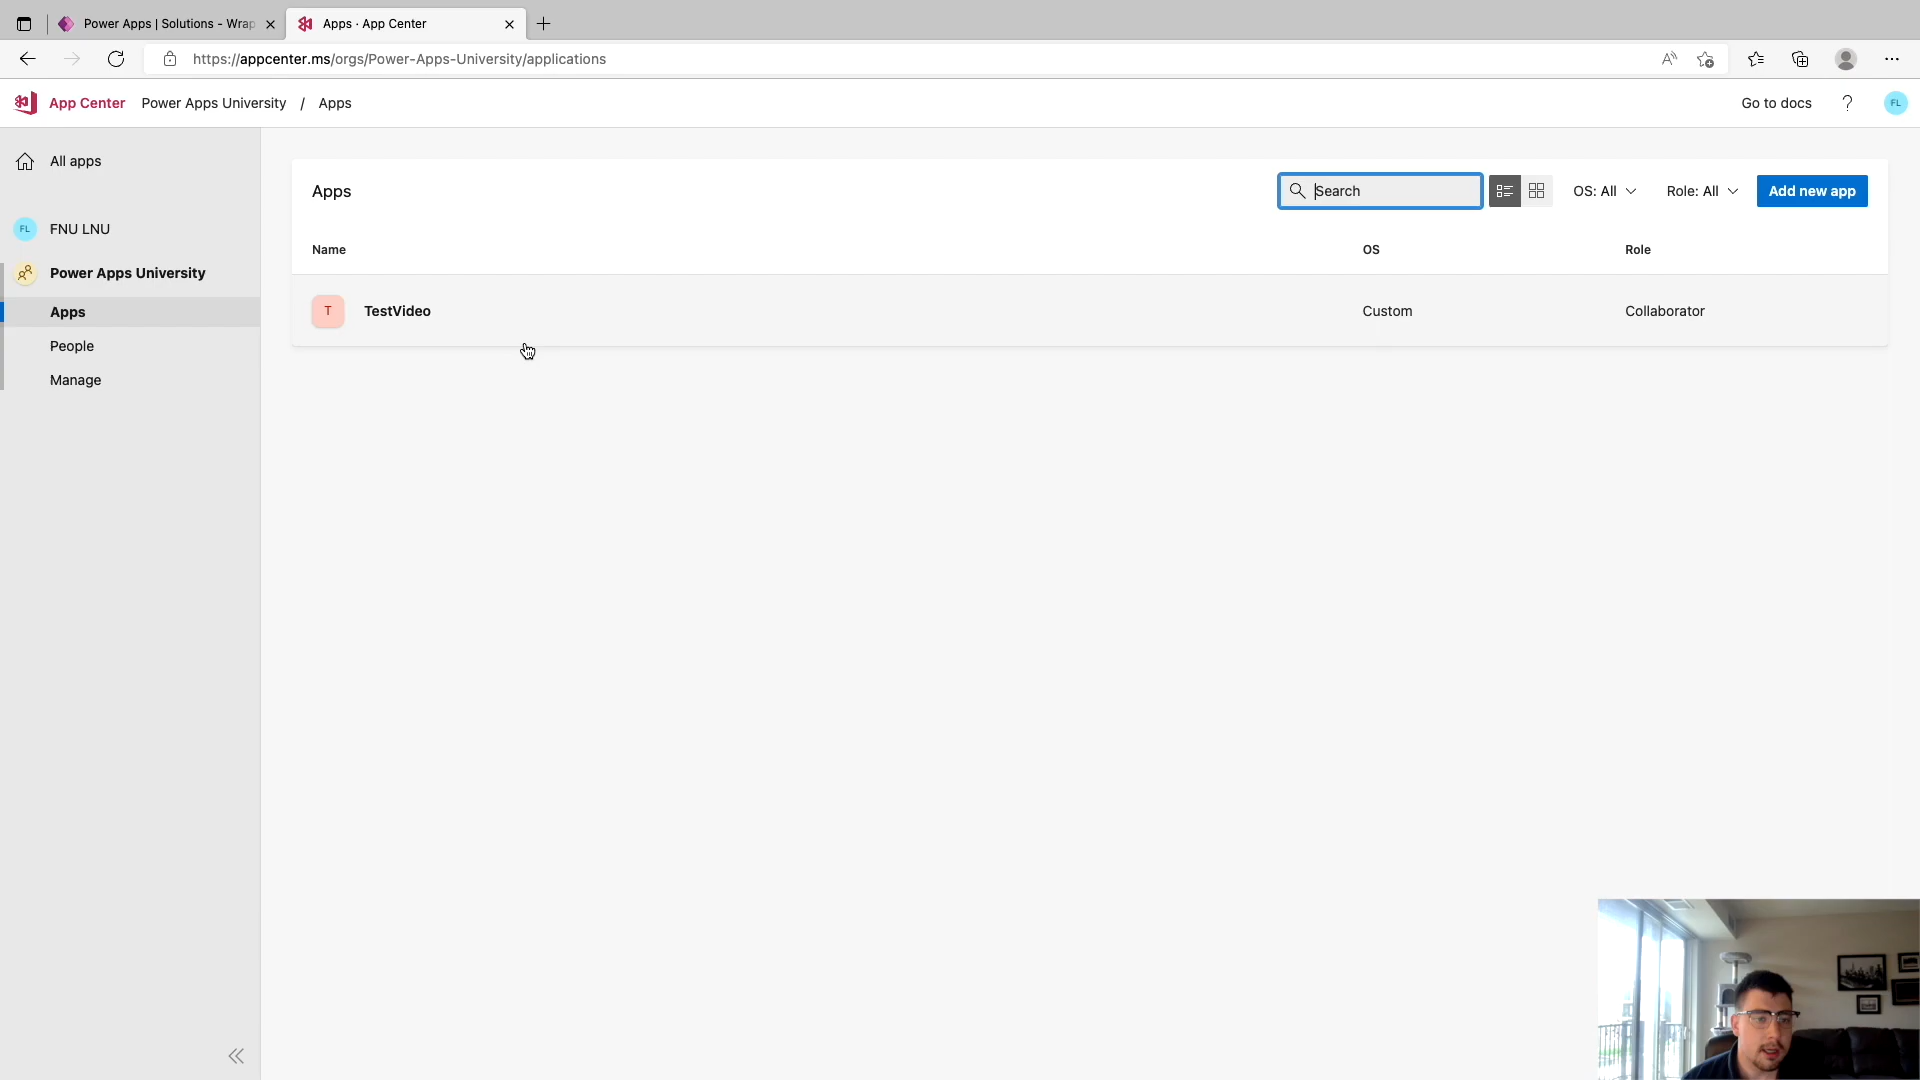 Power Apps | Solutions - Wrap
Apps · App Center
https://appcenter.ms/orgs/Power-Apps-University/applications
App Center Power Apps University / Apps
Go to docs ? FL
All apps
FL FNU LNU
Power Apps University
Apps
People
Manage
Apps
Search
OS: All
Role: All
Add new app
Name OS Role
T TestVideo Custom Collaborator